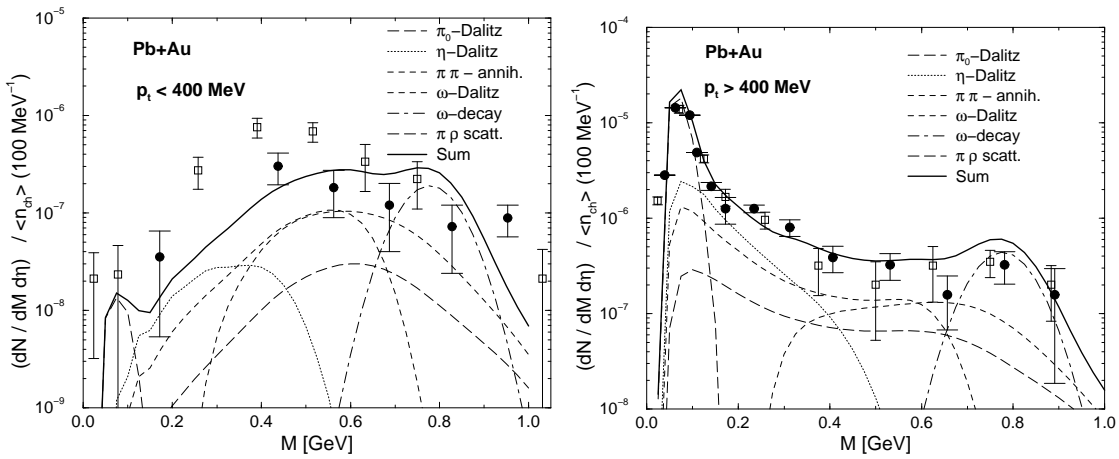 10⁻⁵
10⁻⁶
10⁻⁷
10⁻⁸
10⁻⁹
(dN / dM dη) / <n_ch> (100 MeV⁻¹)
Pb+Au
p_t < 400 MeV
π₀−Dalitz
η−Dalitz
π π − annih.
ω−Dalitz
ω−decay
π ρ scatt.
Sum
0.0 0.2 0.4 0.6 0.8 1.0
M [GeV]
10⁻⁴
10⁻⁵
10⁻⁶
10⁻⁷
10⁻⁸
(dN / dM dη) / <n_ch> (100 MeV⁻¹)
Pb+Au
p_t > 400 MeV
π₀−Dalitz
η−Dalitz
π π − annih.
ω−Dalitz
ω−decay
π ρ scatt.
Sum
0.0 0.2 0.4 0.6 0.8 1.0
M [GeV]